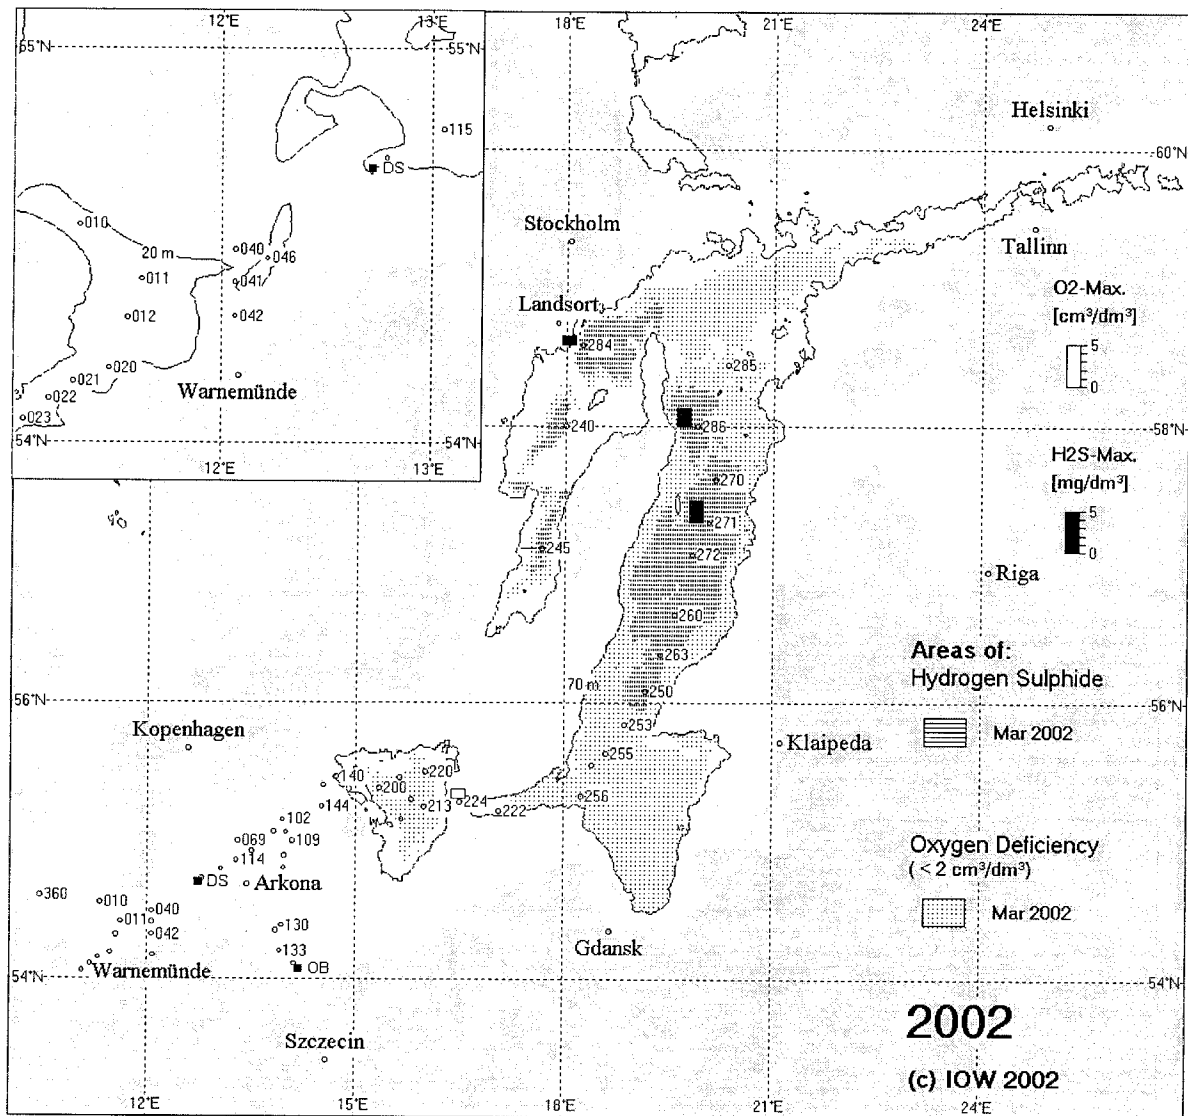 12°E
13°E
55°N
55°N
115
DS
010
20 m
040
046
011
041
012
042
020
021
022
023
Warnemünde
54°N
54°N
12°E
13°E
18°E
21°E
24°E
Helsinki
60°N
Stockholm
Tallinn
Landsort
284
285
O2-Max.
[cm³/dm³]
5
0
240
286
58°N
H2S-Max.
[mg/dm³]
5
0
270
271
245
272
Riga
260
263
Areas of:
Hydrogen Sulphide
Mar 2002
70 m
250
56°N
56°N
253
Kopenhagen
Klaipeda
255
140
200
220
144
213
224
222
256
102
069
109
114
Oxygen Deficiency
(< 2 cm³/dm³)
Mar 2002
DS
Arkona
360
010
040
011
042
130
133
Gdansk
Warnemünde
OB
54°N
54°N
2002
Szczecin
(c) IOW 2002
12°E
15°E
18°E
21°E
24°E